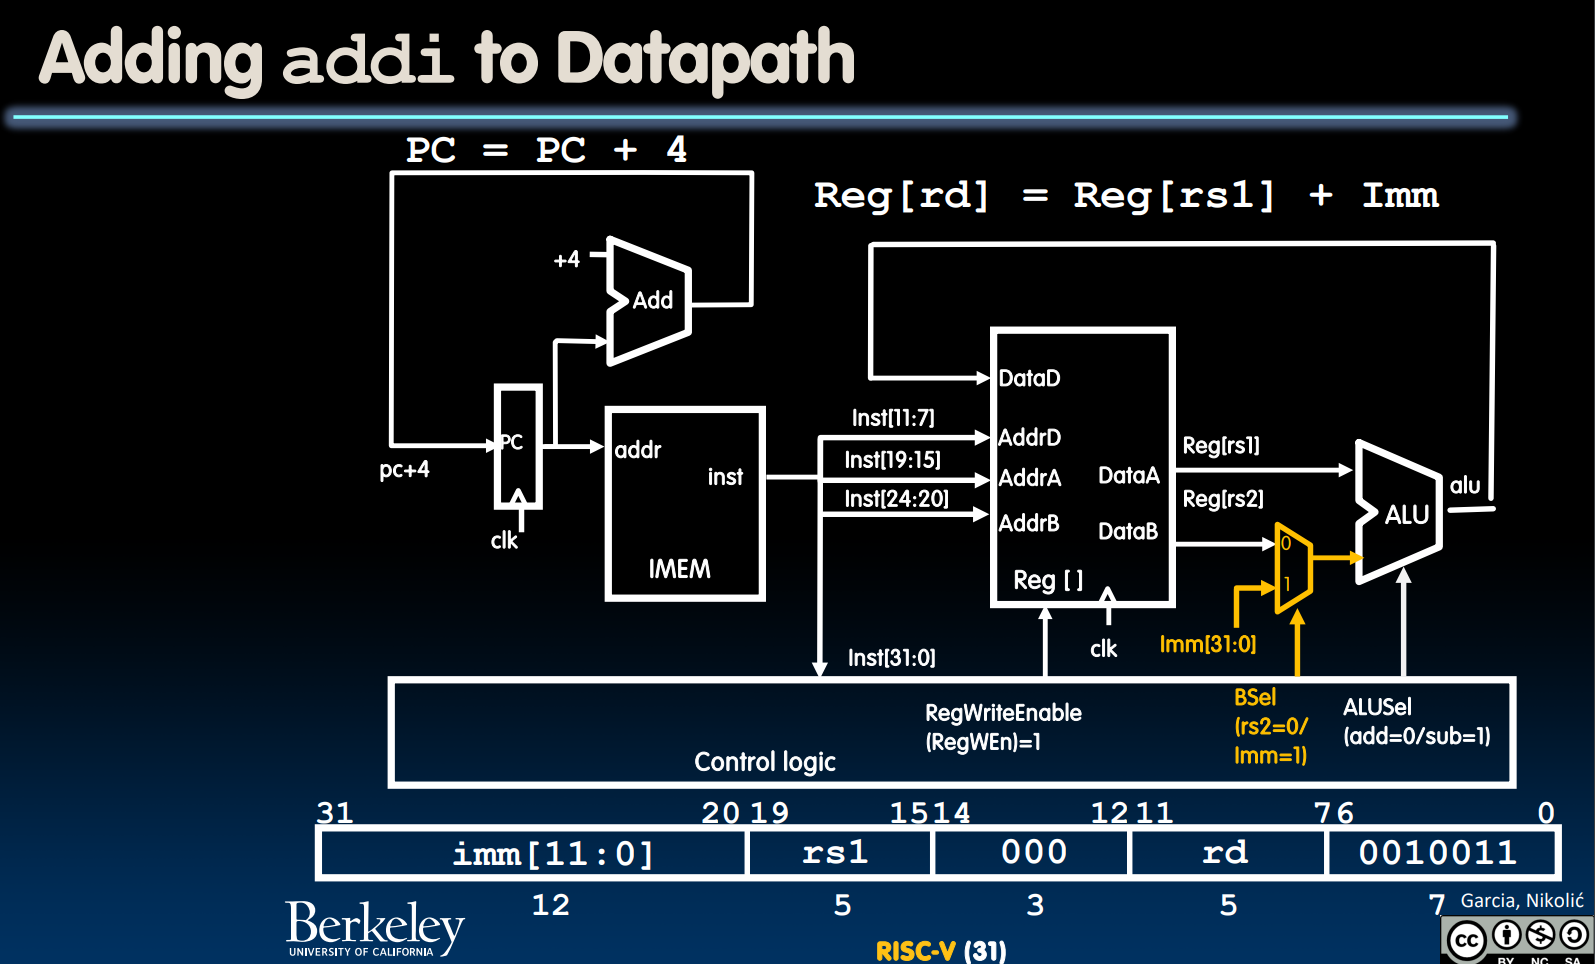 Adding addi to Datapath
PC = PC + 4
Reg[rd] = Reg[rs1] + Imm
+4
Add
DataD
Inst[11:7]
AddrD
PC
addr
Inst[19:15]
Reg[rs1]
pc+4
inst
AddrA
DataA
alu
Inst[24:20]
Reg[rs2]
ALU
AddrB
DataB
clk
0
IMEM
Reg [ ]
1
clk
Imm[31:0]
Inst[31:0]
RegWriteEnable
(RegWEn)=1
BSel
(rs2=0/
Imm=1)
ALUSel
(add=0/sub=1)
Control logic
31 20 19 15 14 12 11 7 6 0
imm[11:0] rs1 000 rd 0010011
12 5 3 5 7
Garcia, Nikolić
Berkeley
UNIVERSITY OF CALIFORNIA
RISC-V (31)
cc
BY NC SA